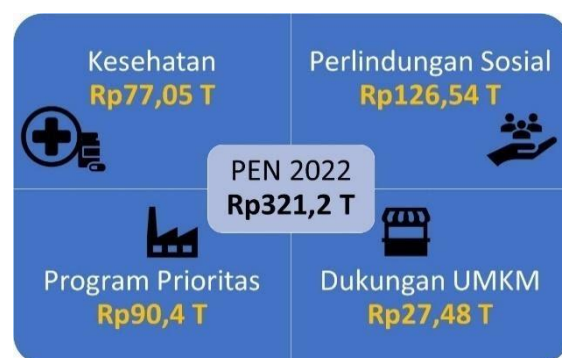 Kesehatan
Rp77,05 T
Perlindungan Sosial
Rp126,54 T
PEN 2022
Rp321,2 T
Program Prioritas
Rp90,4 T
Dukungan UMKM
Rp27,48 T